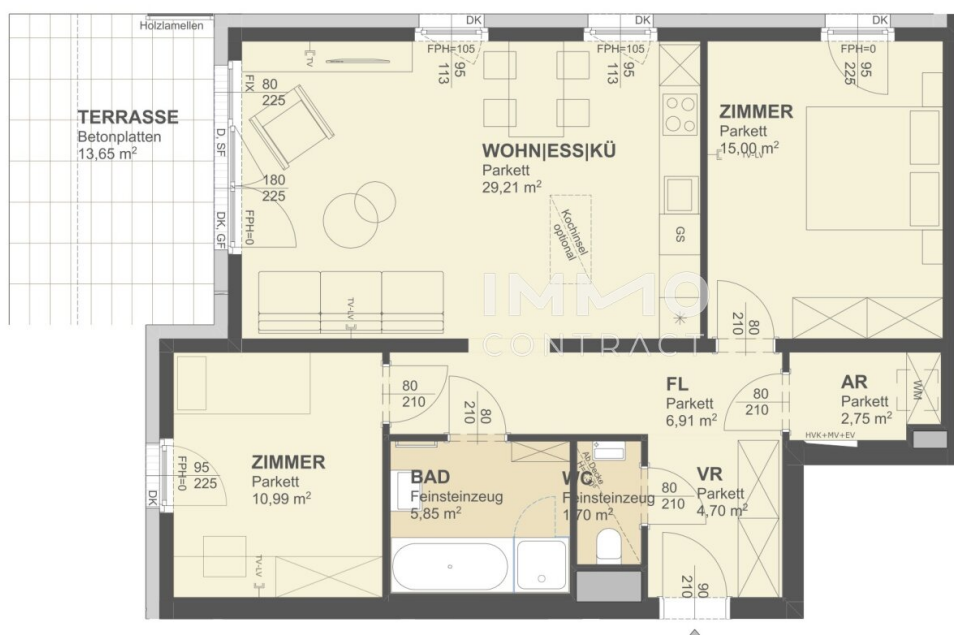 Holzlamellen
DK
DK
DK
TERRASSE
Betonplatten
13,65 m²
FIX
80
225
D, SF
180
225
DK, GF
FPH=0
TV
FPH=105
95
113
FPH=105
95
113
WOHN|ESS|KÜ
Parkett
29,21 m²
Kochinsel
optional
GS
TV-LV
FPH=0
95
225
ZIMMER
Parkett
15,00 m²
TV-LV
IMMO
CONTRACT
80
210
80
210
80
210
FL
Parkett
6,91 m²
80
210
AR
Parkett
2,75 m²
WM
HVK+MV+EV
DK
FPH=0
95
225
ZIMMER
Parkett
10,99 m²
TV-LV
BAD
Feinsteinzeug
5,85 m²
Ab.Decke
WC
Feinsteinzeug
1,70 m²
80
210
VR
Parkett
4,70 m²
90
210